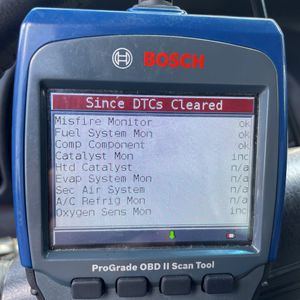 BOSCH
Since DTCs Cleared
Misfire Monitor ok
Fuel System Mon ok
Comp Component ok
Catalyst Mon inc
Htd Catalyst n/a
Evap System Mon n/a
Sec Air System n/a
A/C Refrig Mon n/a
Oxygen Sens Mon inc
ProGrade OBD II Scan Tool